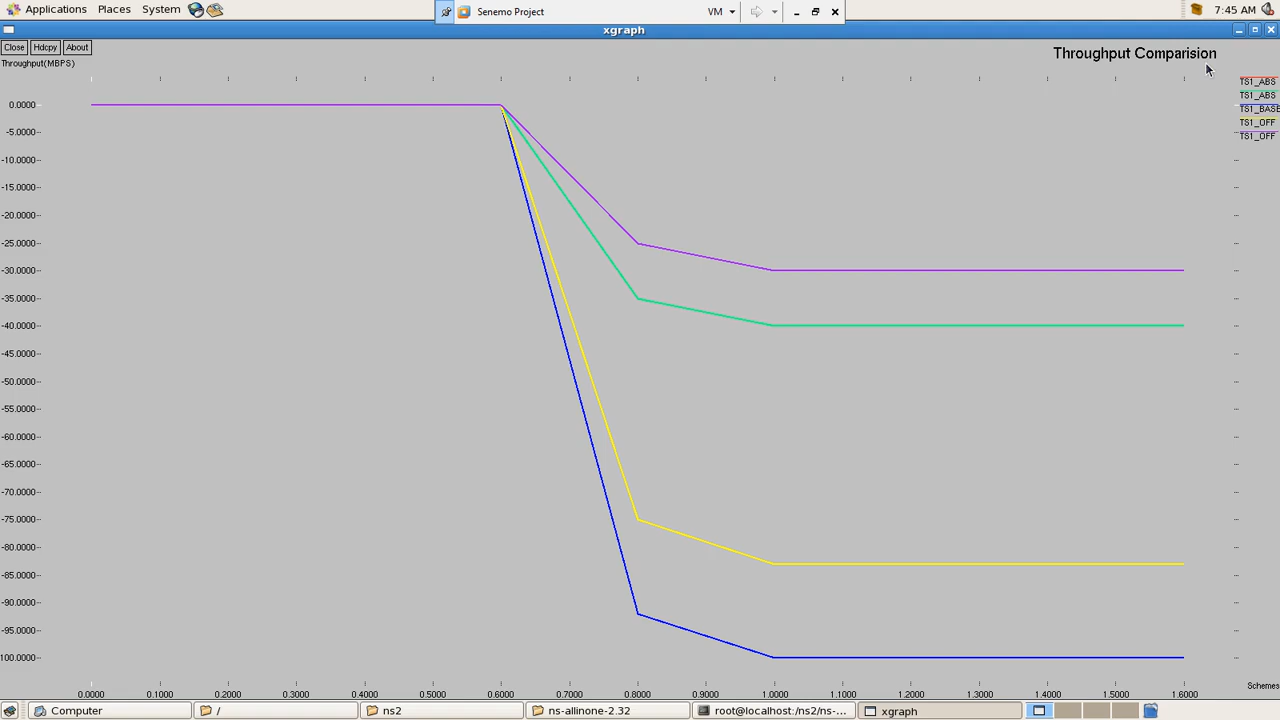 Applications Places System
Senemo Project VM
7:45 AM
xgraph
Close Hdcpy About
Throughput(MBPS)
Throughput Comparision
TS1_ABS
TS1_ABS
TS1_BASE
TS1_OFF
TS1_OFF
0.0000
-5.0000
-10.0000
-15.0000
-20.0000
-25.0000
-30.0000
-35.0000
-40.0000
-45.0000
-50.0000
-55.0000
-60.0000
-65.0000
-70.0000
-75.0000
-80.0000
-85.0000
-90.0000
-95.0000
100.0000
Schemes
0.0000 0.1000 0.2000 0.3000 0.4000 0.5000 0.6000 0.7000 0.8000 0.9000 1.0000 1.1000 1.2000 1.3000 1.4000 1.5000 1.6000
Computer / ns2 ns-allinone-2.32 root@localhost:/ns2/ns-... xgraph